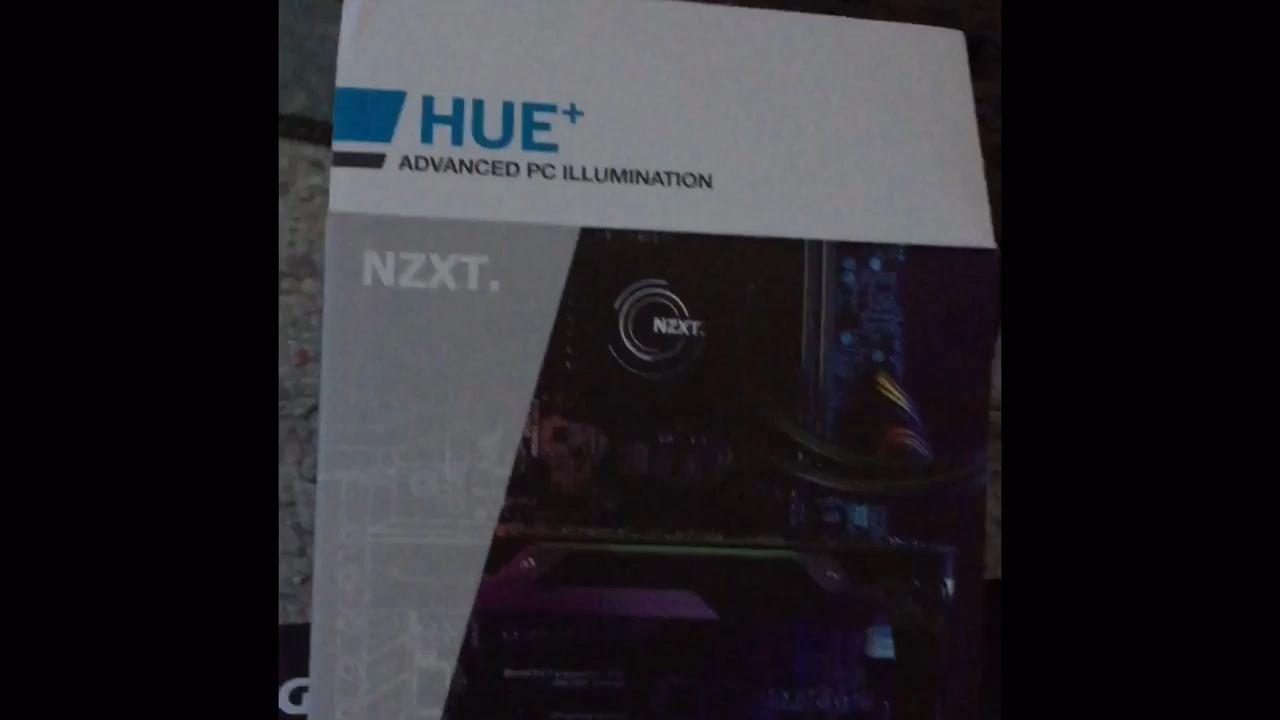 HUE+
ADVANCED PC ILLUMINATION
NZXT.
NZXT.
G